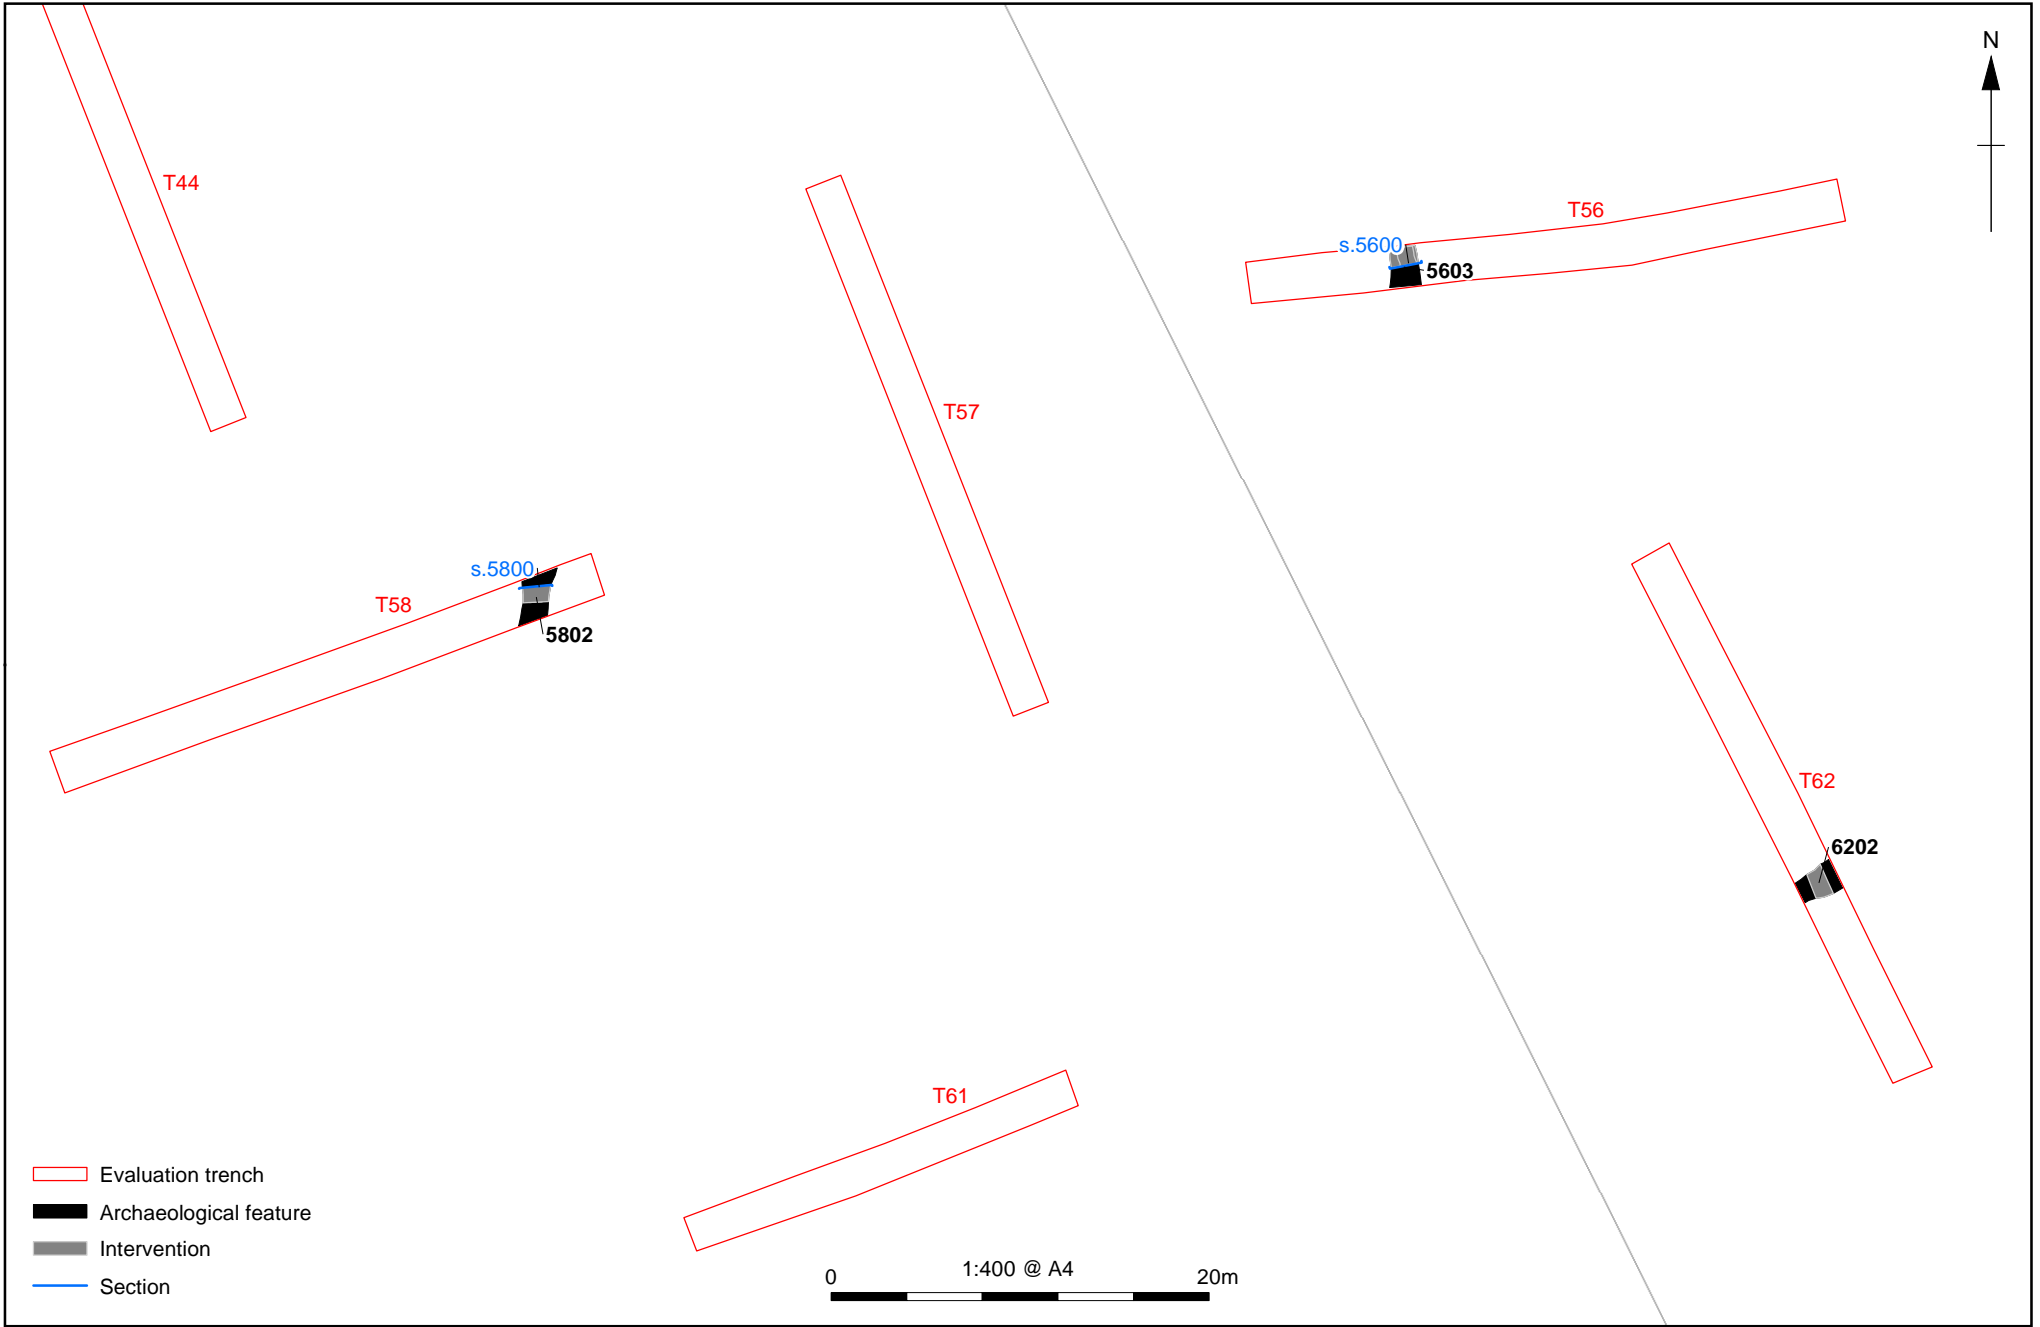 N
T44
T56
s.5600
5603
T57
s.5800
T58
5802
T62
6202
T61
Evaluation trench
Archaeological feature
Intervention
Section
1:400 @ A4
0
20m